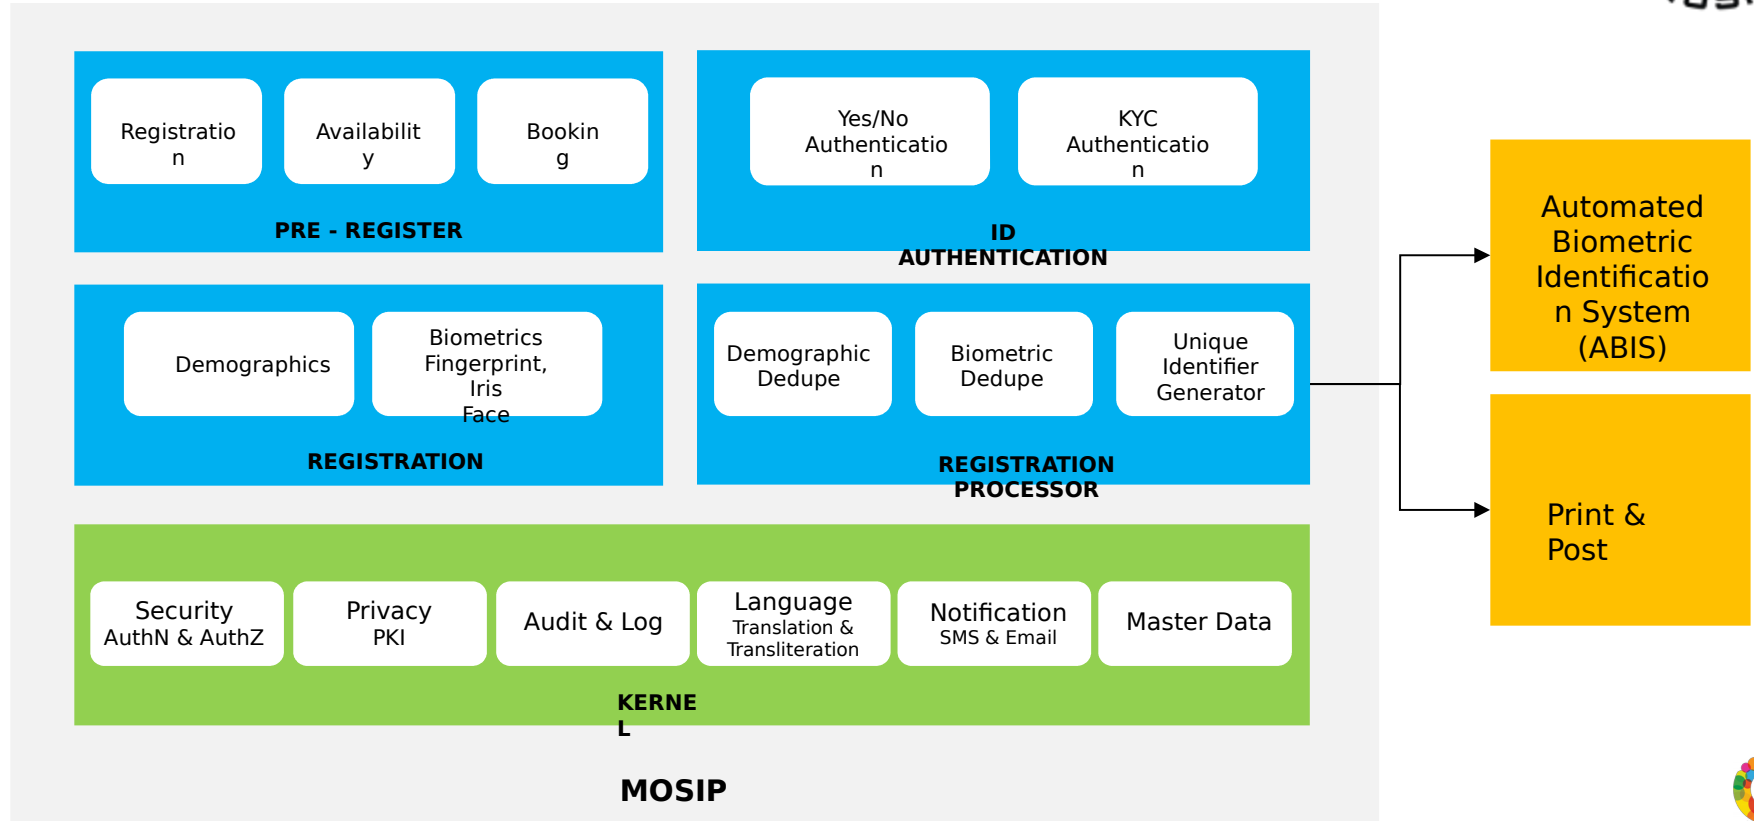 Registratio
n
Availabilit
y
Bookin
g
PRE - REGISTER
Yes/No
Authenticatio
n
KYC
Authenticatio
n
ID
AUTHENTICATION
Demographics
Biometrics
Fingerprint,
Iris
Face
REGISTRATION
Demographic
Dedupe
Biometric
Dedupe
Unique
Identifier
Generator
REGISTRATION
PROCESSOR
Security
AuthN & AuthZ
Privacy
PKI
Audit & Log
Language
Translation &
Transliteration
Notification
SMS & Email
Master Data
KERNE
L
MOSIP
Automated
Biometric
Identificatio
n System
(ABIS)
Print &
Post